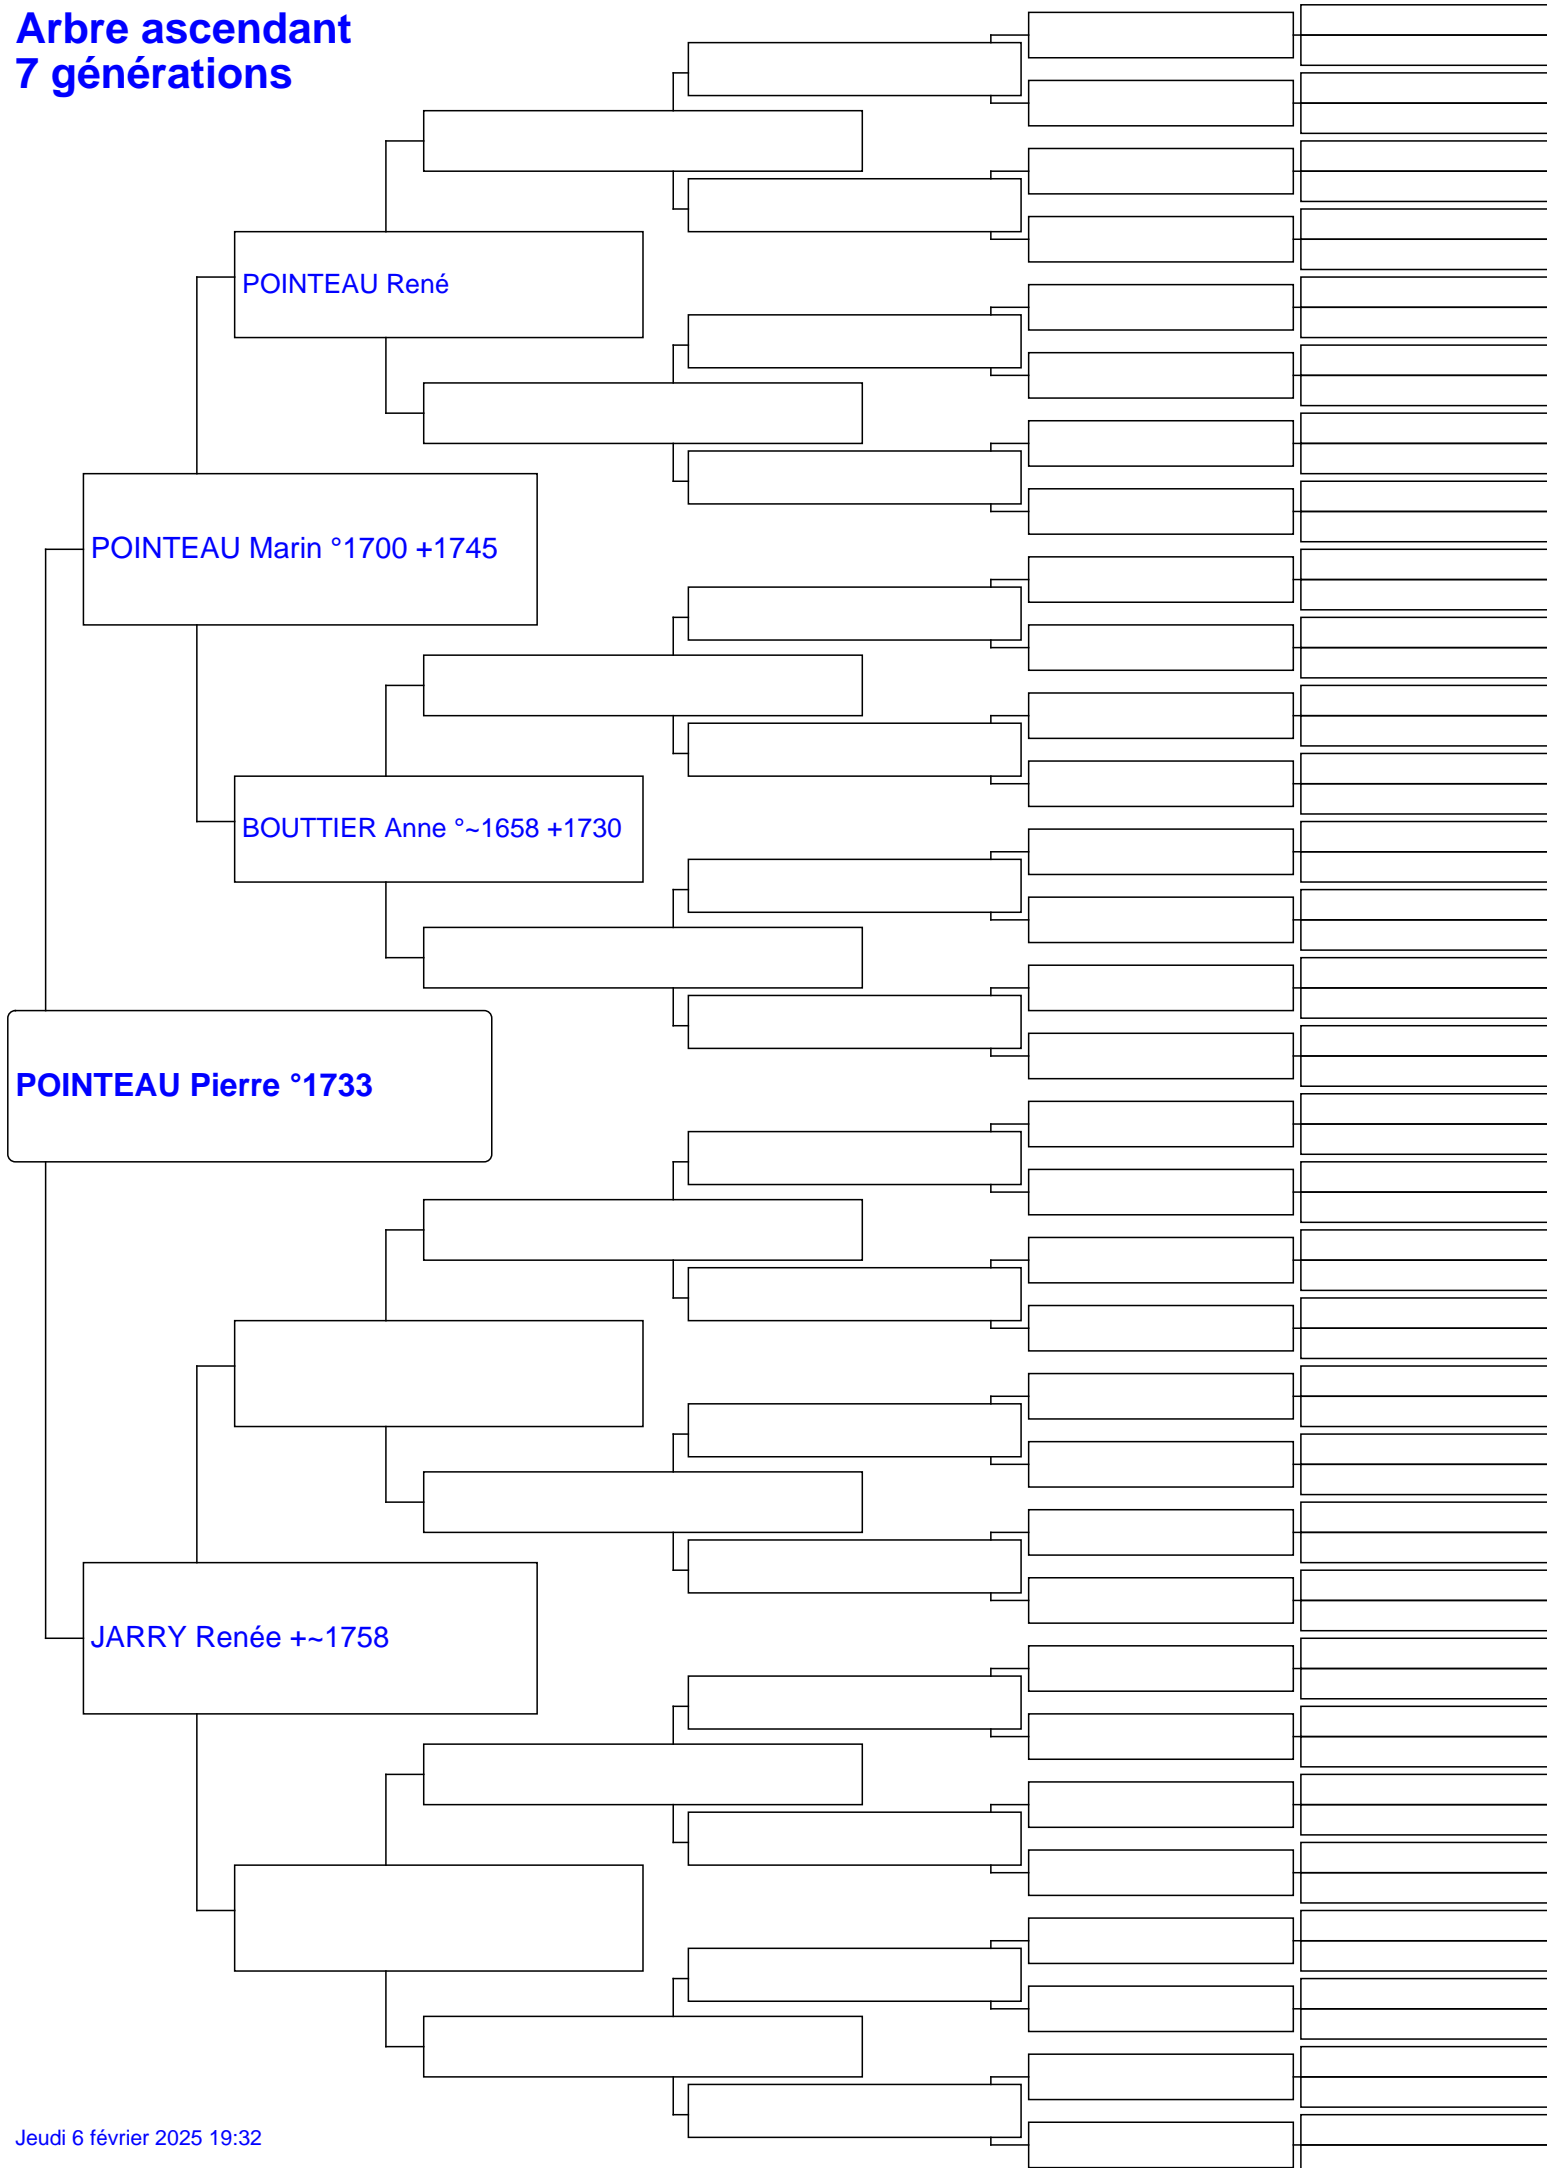 Arbre ascendant
7 générations
POINTEAU René
POINTEAU Marin °1700 +1745
BOUTTIER Anne °~1658 +1730
POINTEAU Pierre °1733
JARRY Renée +~1758
Jeudi 6 février 2025 19:32